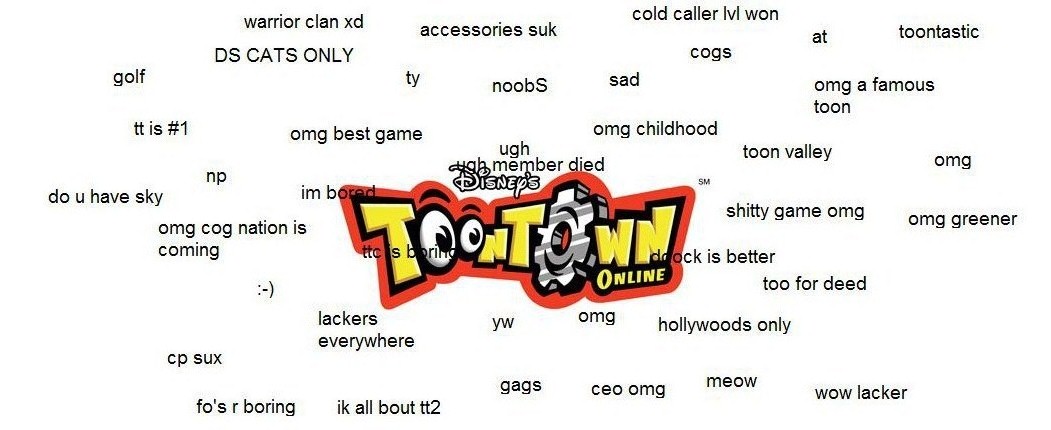 cold caller lvl won
warrior clan xd
accessories suk
at
toontastic
DS CATS ONLY
cogs
golf
ty
noobS
sad
omg a famous
toon
tt is #1
omg best game
omg childhood
ugh
toon valley
omg
ugh member died
np
im bored
do u have sky
DISNEY'S
SM
shitty game omg
omg greener
omg cog nation is
coming
TOONTOWN
ttc is boring
ONLINE
dock is better
:-)
too for deed
lackers
everywhere
yw
omg
hollywoods only
cp sux
gags
ceo omg
meow
wow lacker
fo's r boring
ik all bout tt2